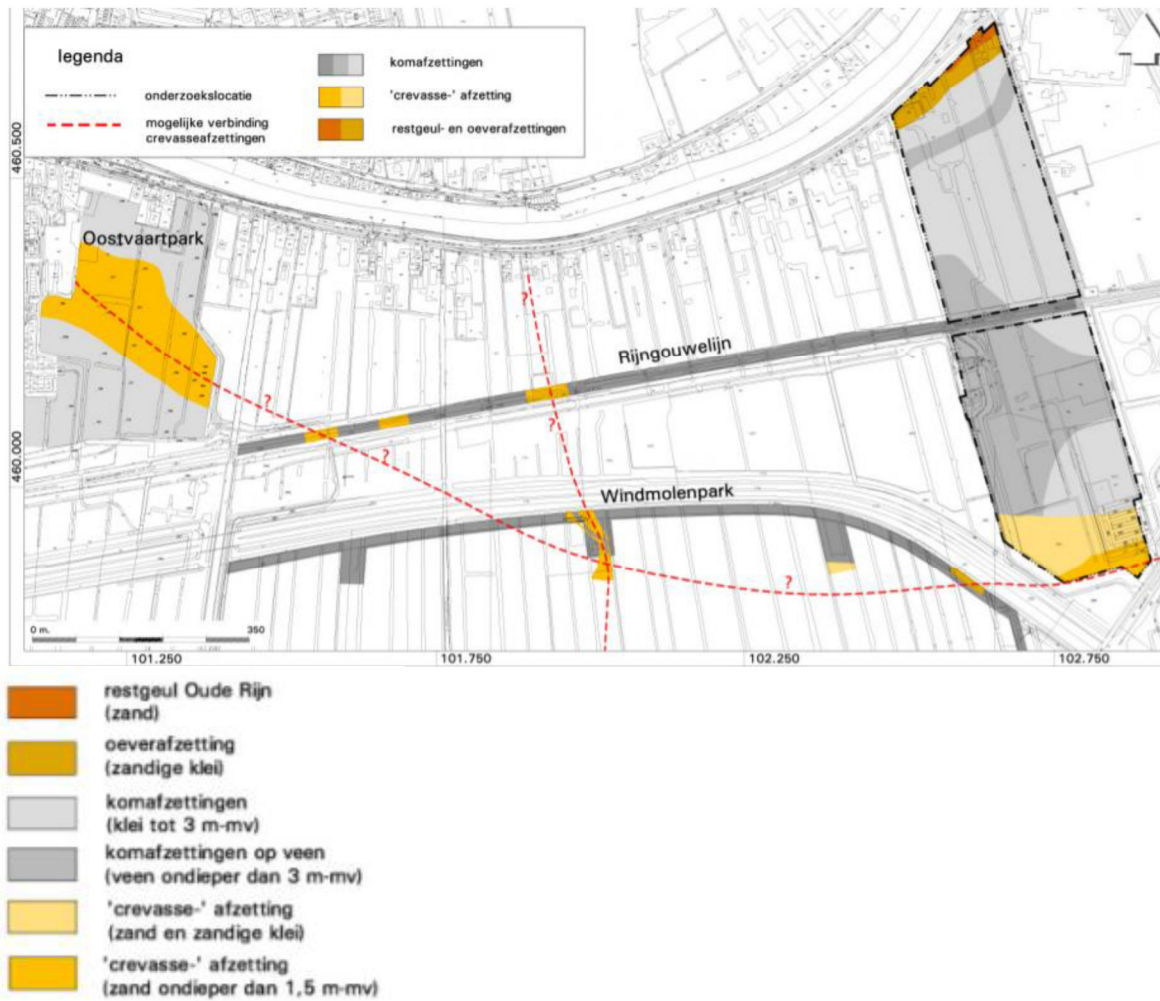 legenda
onderzoekslocatie
mogelijke verbinding
crevasseafzettingen
komafzettingen
'crevasse-' afzetting
restgeul- en oeverafzettingen
460.500
Oostvaartpark
?
Rijngouwelijn
?
?
?
460.000
Windmolenpark
?
0 m.
350
101.250
101.750
102.250
102.750
restgeul Oude Rijn
(zand)
oeverafzetting
(zandige klei)
komafzettingen
(klei tot 3 m-mv)
komafzettingen op veen
(veen ondieper dan 3 m-mv)
'crevasse-' afzetting
(zand en zandige klei)
'crevasse-' afzetting
(zand ondieper dan 1,5 m-mv)